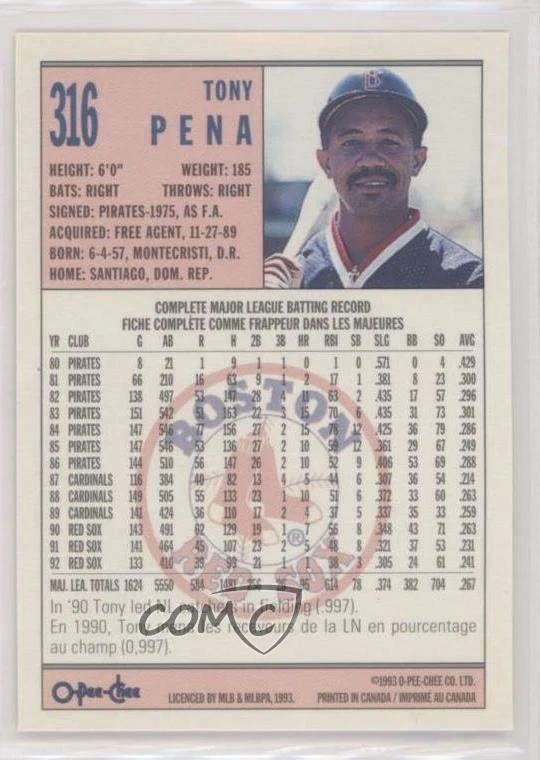 316
TONY
PENA
HEIGHT: 6'0" WEIGHT: 185
BATS: RIGHT THROWS: RIGHT
SIGNED: PIRATES-1975, AS F.A.
ACQUIRED: FREE AGENT, 11-27-89
BORN: 6-4-57, MONTECRISTI, D.R.
HOME: SANTIAGO, DOM. REP.
B
COMPLETE MAJOR LEAGUE BATTING RECORD
FICHE COMPLÈTE COMME FRAPPEUR DANS LES MAJEURES
YR CLUB G AB R H 2B 3B HR RBI SB SLG BB SO AVG
80 PIRATES 8 21 1 9 1 1 0 1 0 .571 0 4 .429
81 PIRATES 66 210 16 63 9 1 2 17 1 .381 8 23 .300
82 PIRATES 138 497 53 147 28 4 11 63 2 .435 17 57 .296
83 PIRATES 151 542 51 163 22 3 15 70 6 .435 31 73 .301
84 PIRATES 147 546 77 156 27 2 15 78 12 .425 36 79 .286
85 PIRATES 147 546 53 136 27 2 10 59 12 .361 29 67 .249
86 PIRATES 144 510 56 147 26 2 10 52 9 .406 53 69 .288
87 CARDINALS 116 384 40 82 13 4 5 44 6 .307 36 54 .214
88 CARDINALS 149 505 55 133 23 1 10 51 6 .372 33 60 .263
89 CARDINALS 141 424 36 110 17 2 4 37 5 .337 35 33 .259
90 RED SOX 143 491 62 129 19 1 56 8 .348 43 71 .263
91 RED SOX 141 464 45 107 23 2 5 48 8 .321 37 53 .231
92 RED SOX 133 410 39 99 21 1 38 3 .305 24 61 .241
MAJ. LEA. TOTALS 1624 5550 584 1481 256 95 614 78 .374 382 704 .267
BOSTON
RED SOX
®
In '90 Tony led catchers in fielding (.997).
En 1990, Tony les receveurs de la LN en pourcentage
au champ (0,997).
COMC
O-Pee-Chee
LICENCED BY MLB & MLBPA, 1993.
©1993 O-PEE-CHEE CO. LTD.
PRINTED IN CANADA / IMPRIMÉ AU CANADA